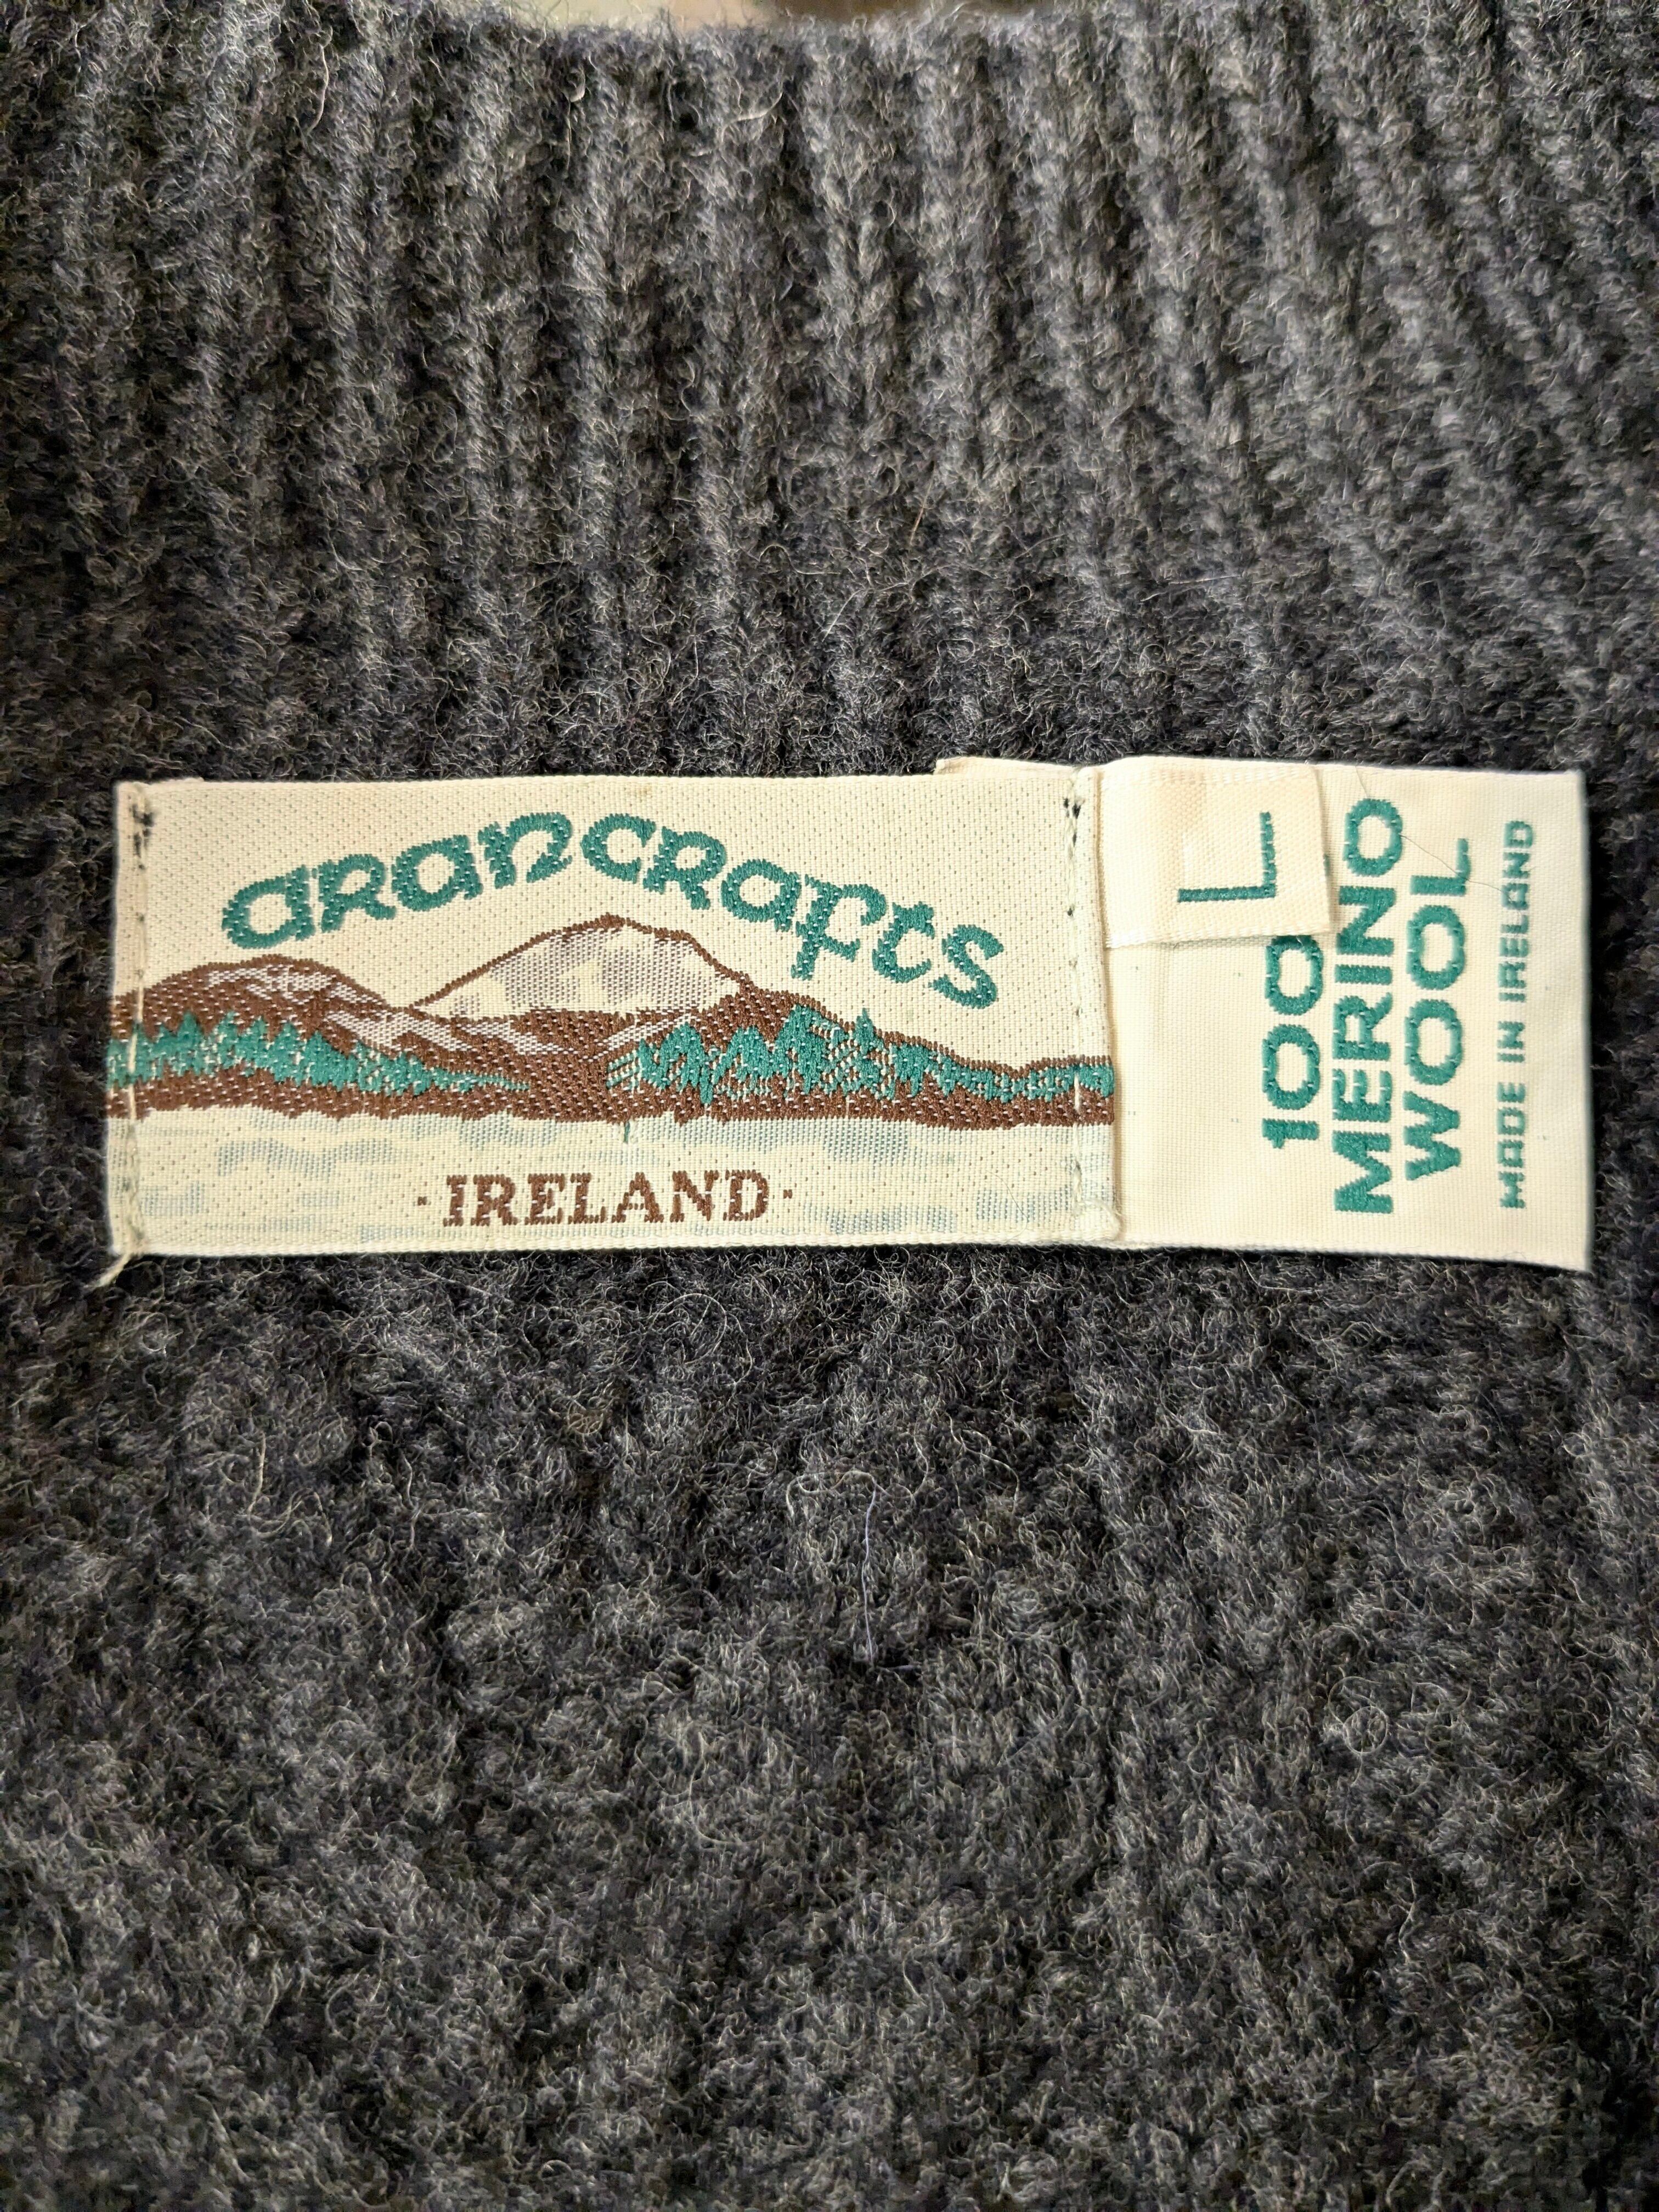 arancrafts
·IRELAND·
L
100
MERINO
WOOL
MADE IN IRELAND